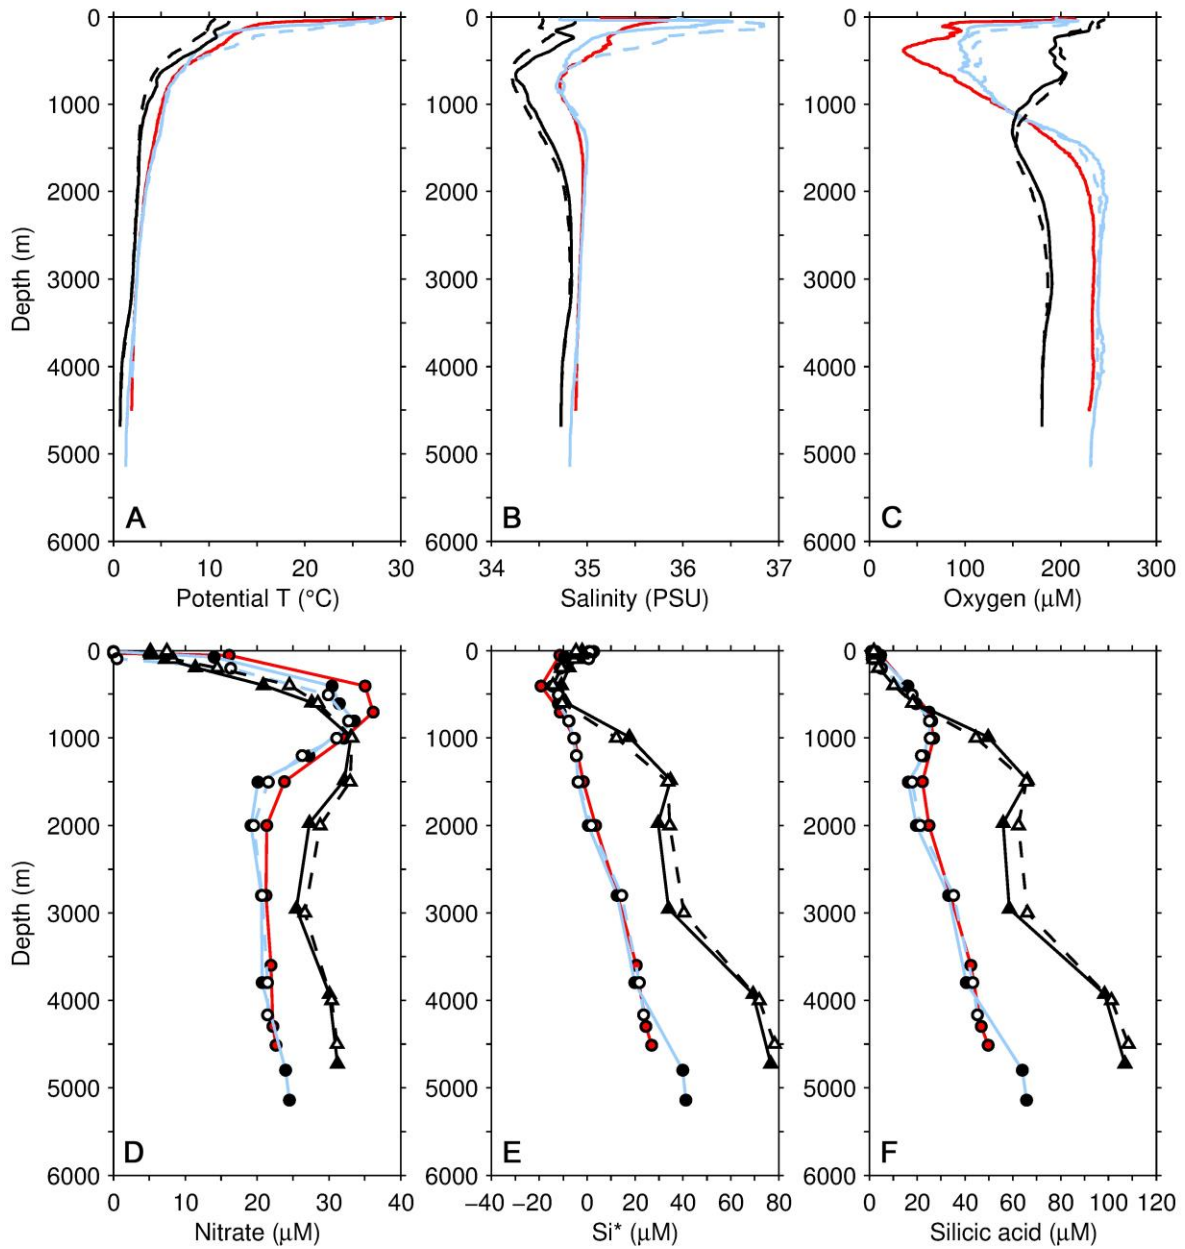 0 0 0
1000 1000 1000
2000 2000 2000
Depth (m)
3000 3000 3000
4000 4000 4000
5000 5000 5000
A B C
6000 6000 6000
0 10 20 30 34 35 36 37 0 100 200 300
Potential T (°C) Salinity (PSU) Oxygen (μM)
0 0 0
1000 1000 1000
2000 2000 2000
Depth (m)
3000 3000 3000
4000 4000 4000
5000 5000 5000
D E F
6000 6000 6000
0 10 20 30 40 −40 −20 0 20 40 60 80 0 20 40 60 80 100 120
Nitrate (μM) Si* (μM) Silicic acid (μM)